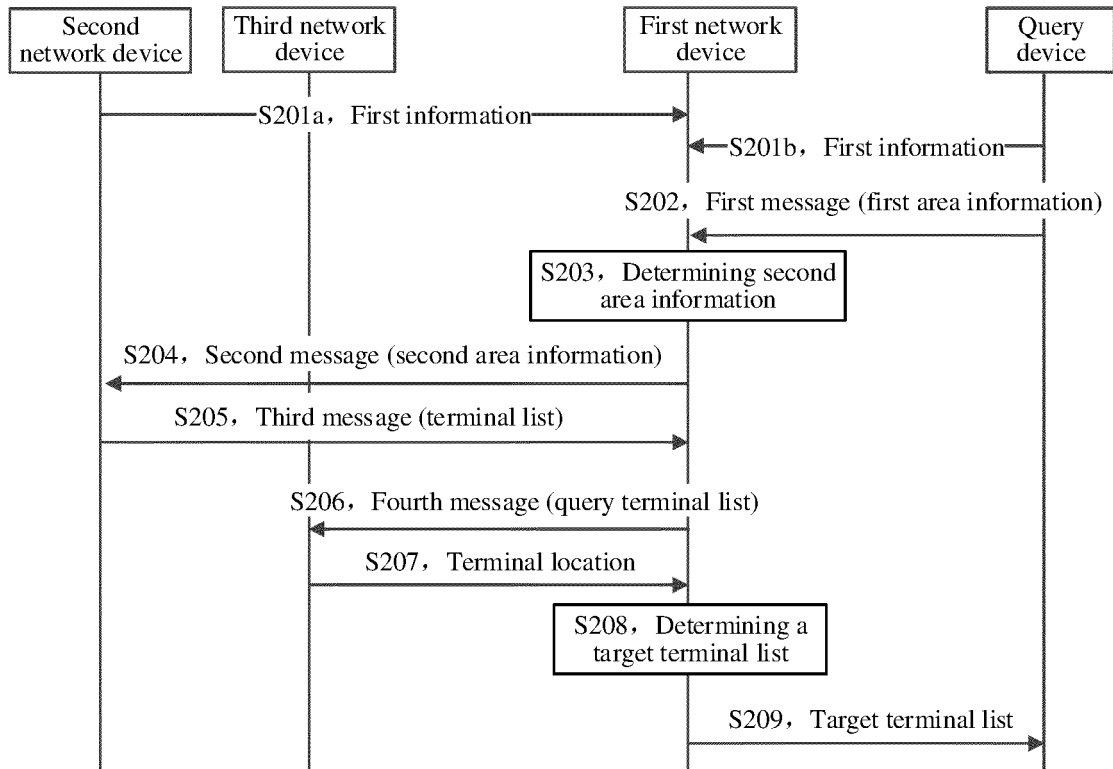 Second
network device
Third network
device
First network
device
Query
device
S201a，First information
S201b，First information
S202，First message (first area information)
S203，Determining second
area information
S204，Second message (second area information)
S205，Third message (terminal list)
S206，Fourth message (query terminal list)
S207，Terminal location
S208，Determining a
target terminal list
S209，Target terminal list